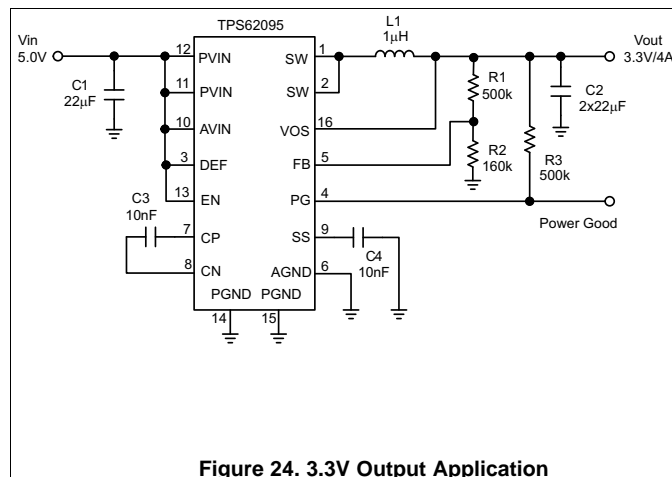 TPS62095
Vin
5.0V
C1
22µF
12
PVIN
11
PVIN
10
AVIN
3
DEF
13
EN
C3
10nF
7
CP
8
CN
PGND
PGND
14
15
SW
1
SW
2
VOS
16
FB
5
PG
4
SS
9
AGND
6
C4
10nF
L1
1µH
R1
500k
R2
160k
R3
500k
C2
2x22µF
Vout
3.3V/4A
Power Good
Figure 24. 3.3V Output Application